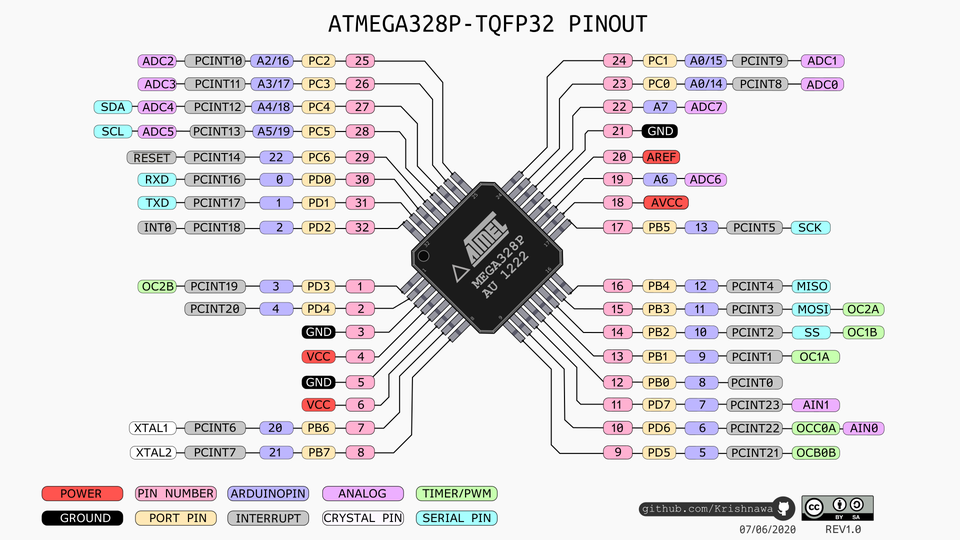 ATMEGA328P-TQFP32 PINOUT
ADC2 PCINT10 A2/16 PC2 25 24 PC1 A0/15 PCINT9 ADC1
ADC3 PCINT11 A3/17 PC3 26 23 PC0 A0/14 PCINT8 ADC0
SDA ADC4 PCINT12 A4/18 PC4 27 22 A7 ADC7
SCL ADC5 PCINT13 A5/19 PC5 28 21 GND
RESET PCINT14 22 PC6 29 20 AREF
RXD PCINT16 0 PD0 30 19 A6 ADC6
TXD PCINT17 1 PD1 31 18 AVCC
INT0 PCINT18 2 PD2 32 17 PB5 13 PCINT5 SCK
ATMEL
MEGA328P
AU 1222
OC2B PCINT19 3 PD3 1 16 PB4 12 PCINT4 MISO
PCINT20 4 PD4 2 15 PB3 11 PCINT3 MOSI OC2A
GND 3 14 PB2 10 PCINT2 SS OC1B
VCC 4 13 PB1 9 PCINT1 OC1A
GND 5 12 PB0 8 PCINT0
VCC 6 11 PD7 7 PCINT23 AIN1
XTAL1 PCINT6 20 PB6 7 10 PD6 6 PCINT22 OCC0A AIN0
XTAL2 PCINT7 21 PB7 8 9 PD5 5 PCINT21 OCB0B
POWER PIN NUMBER ARDUINOPIN ANALOG TIMER/PWM
GROUND PORT PIN INTERRUPT CRYSTAL PIN SERIAL PIN
github.com/Krishnawa
cc BY SA
07/06/2020 REV1.0